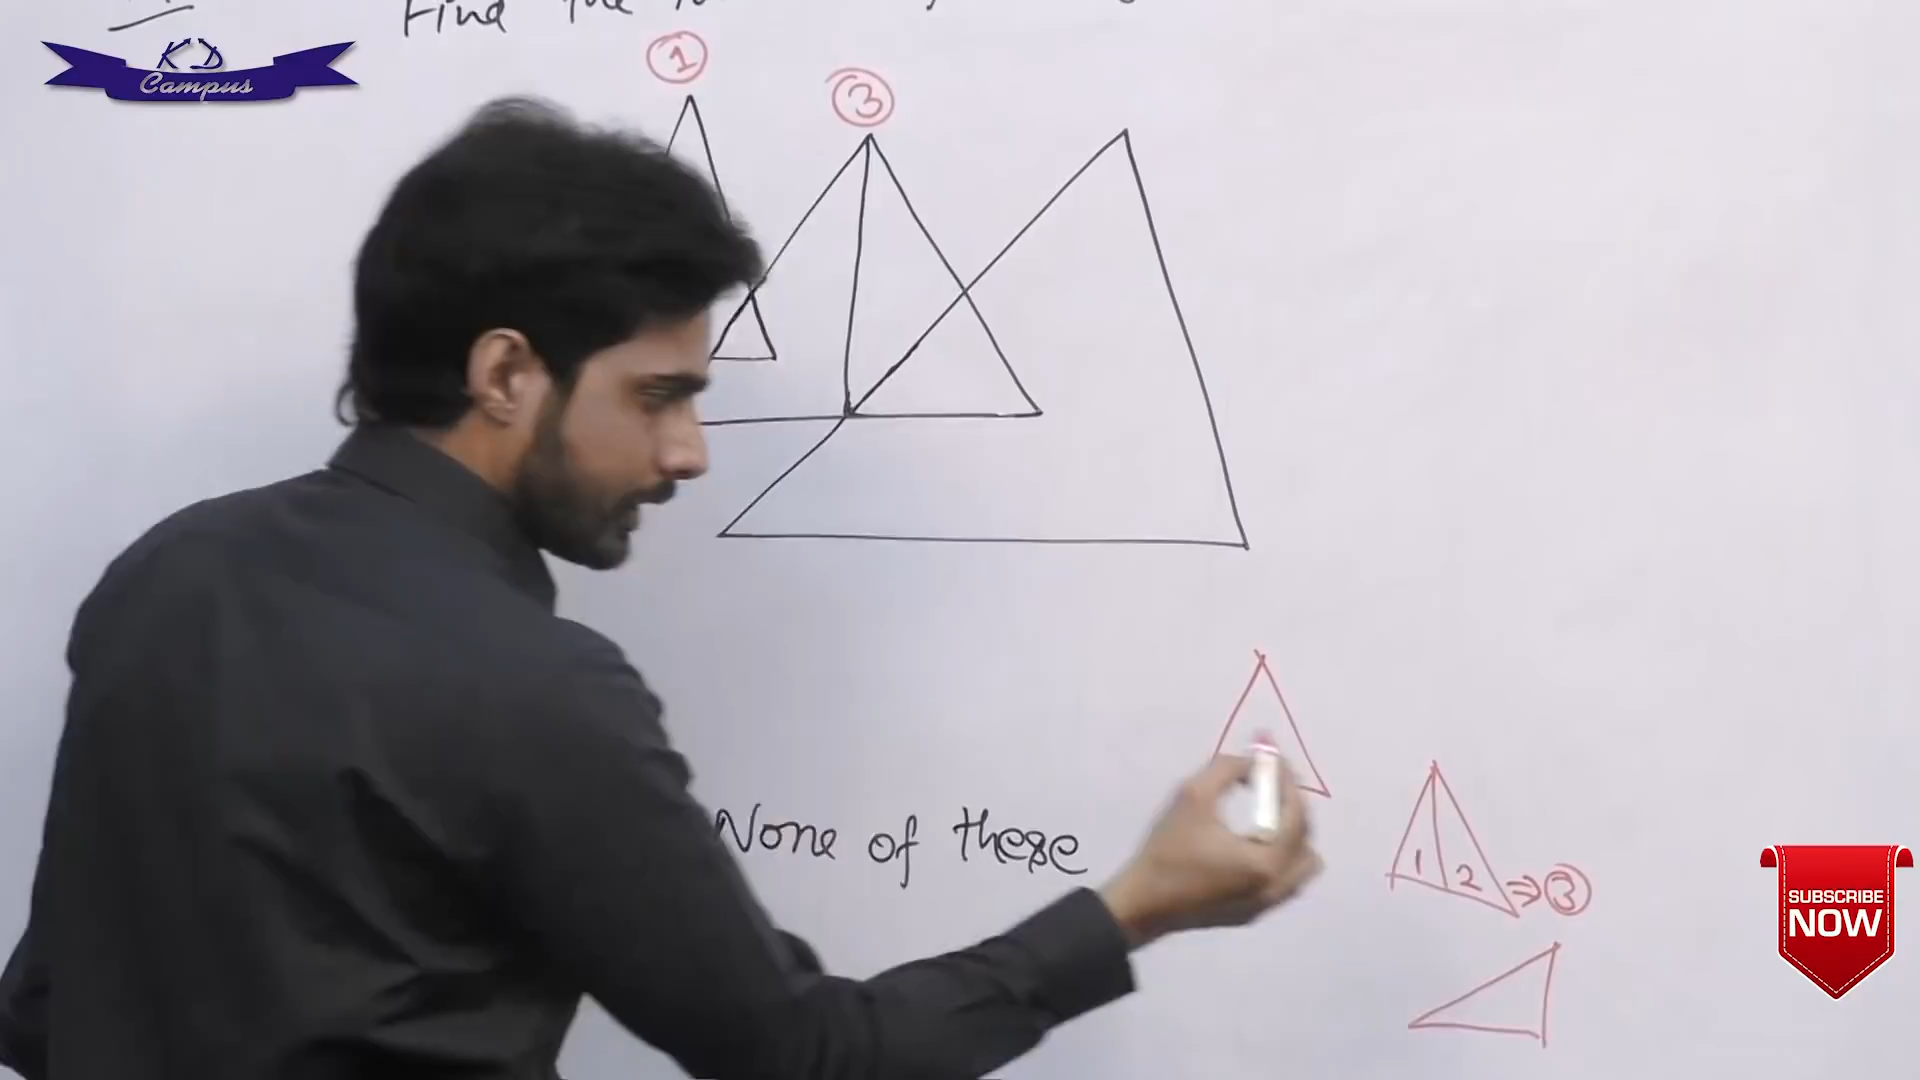 Find the
KD
Campus
1
3
None of these
1 2 ⇒ 3
SUBSCRIBE
NOW